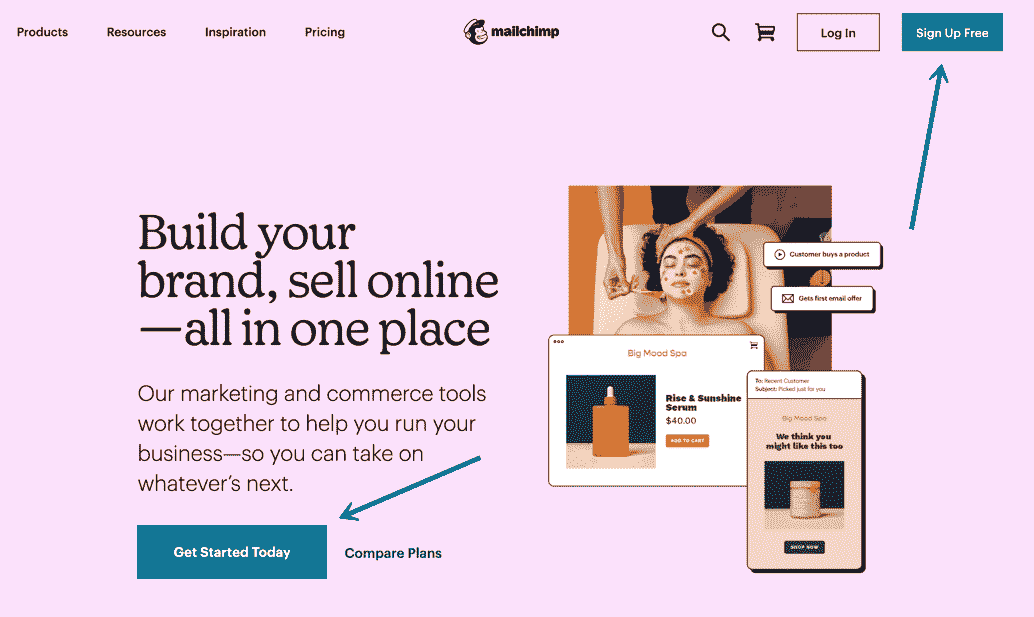 Products
Resources
Inspiration
Pricing
mailchimp
Log In
Sign Up Free
Build your
brand, sell online
—all in one place
Our marketing and commerce tools
work together to help you run your
business—so you can take on
whatever's next.
Get Started Today
Compare Plans
Customer buys a product
Gets first email offer
Big Mood Spa
Rise & Sunshine
Serum
$40.00
ADD TO CART
To: Recent Customer
Subject: Picked just for you
Big Mood Spa
We think you
might like this too
SHOP NOW